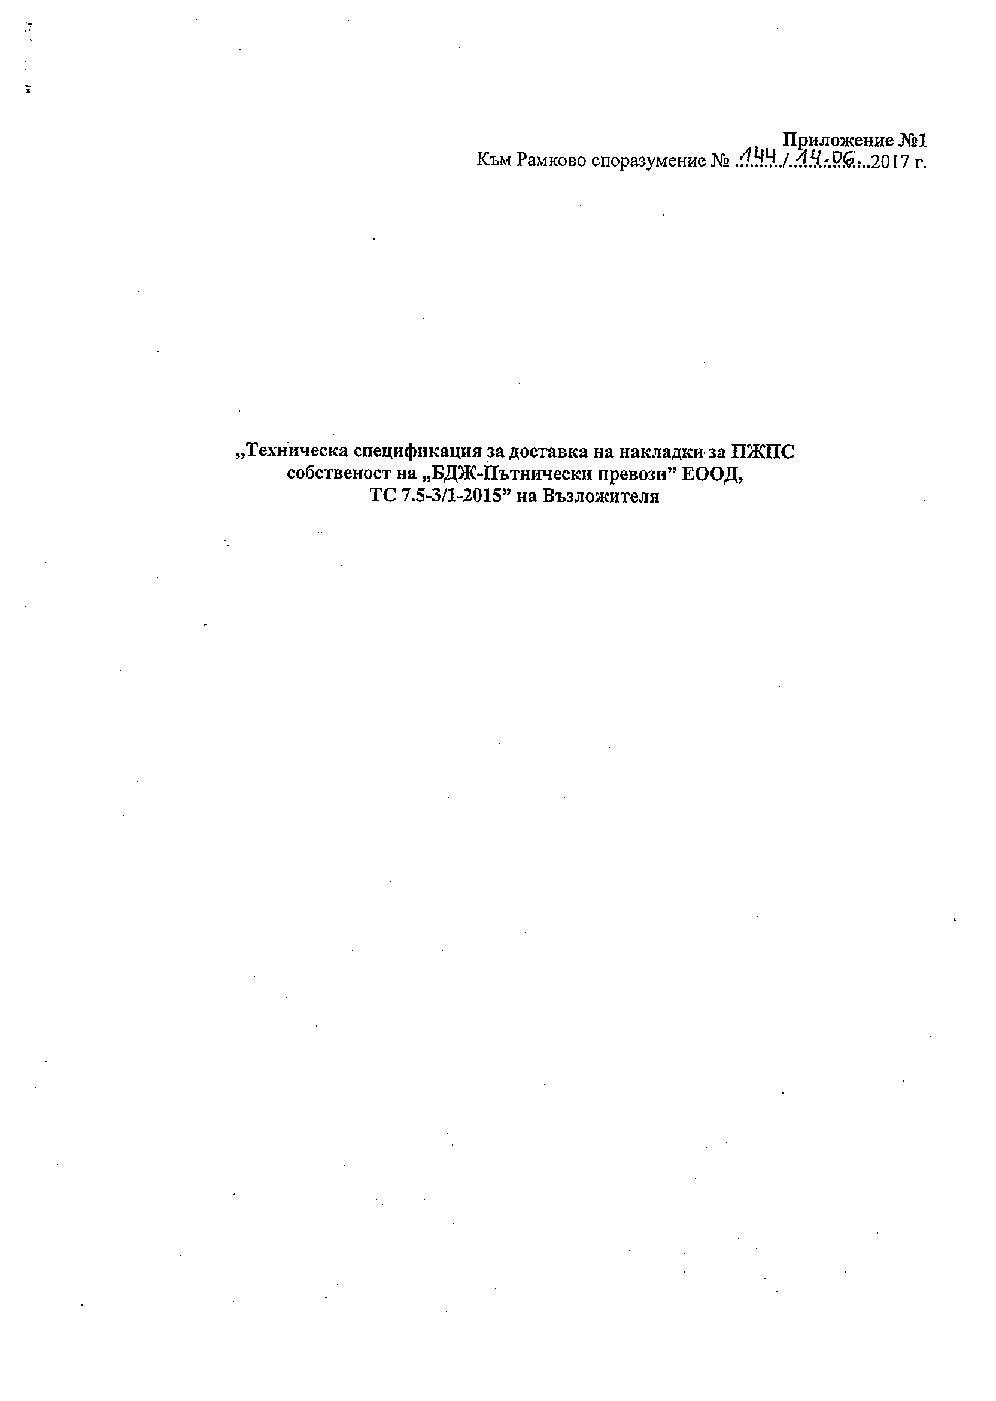 Приложение №1
Към Рамково споразумение № .144./.14.06...2017 г.
„Техническа спецификация за доставка на накладки за ПЖПС
собственост на „БДЖ-Пътнически превози” ЕООД,
ТС 7.5-3/1-2015” на Възложителя